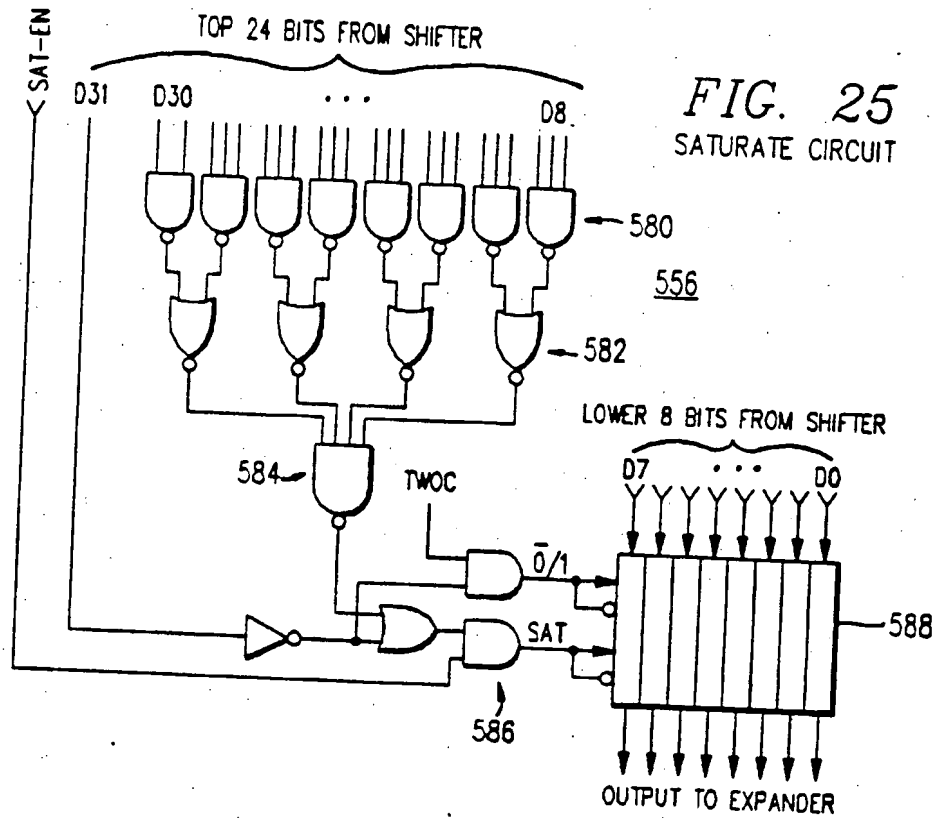 SAT-EN
TOP 24 BITS FROM SHIFTER
D31
D30
...
D8
FIG. 25
SATURATE CIRCUIT
580
556
582
LOWER 8 BITS FROM SHIFTER
D7
...
D0
584
TWOC
0̅/1
SAT
588
586
OUTPUT TO EXPANDER